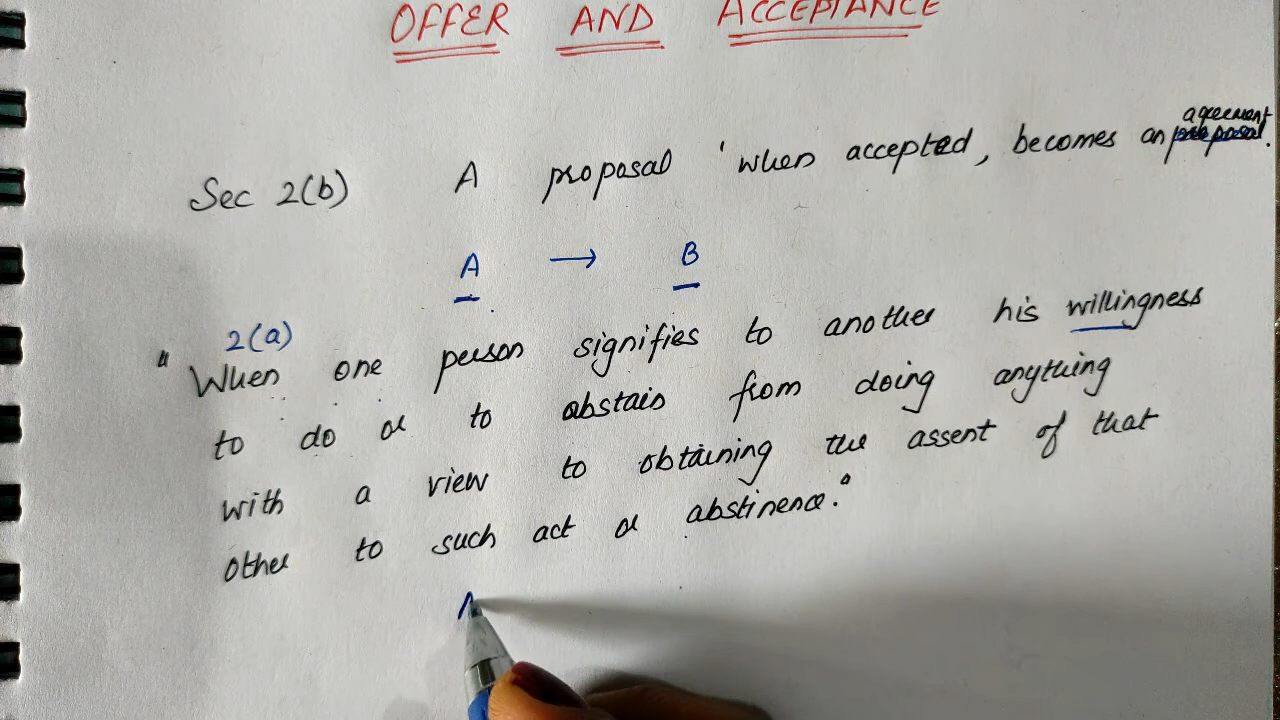 OFFER AND ACCEPTANCE
agreement
Sec 2(b) A proposal 'when accepted, becomes an proposal.
A → B
2(a)
"When one person signifies to another his willingness
to do or to abstain from doing anything
with a view to obtaining the assent of that
other to such act or abstinence."
A